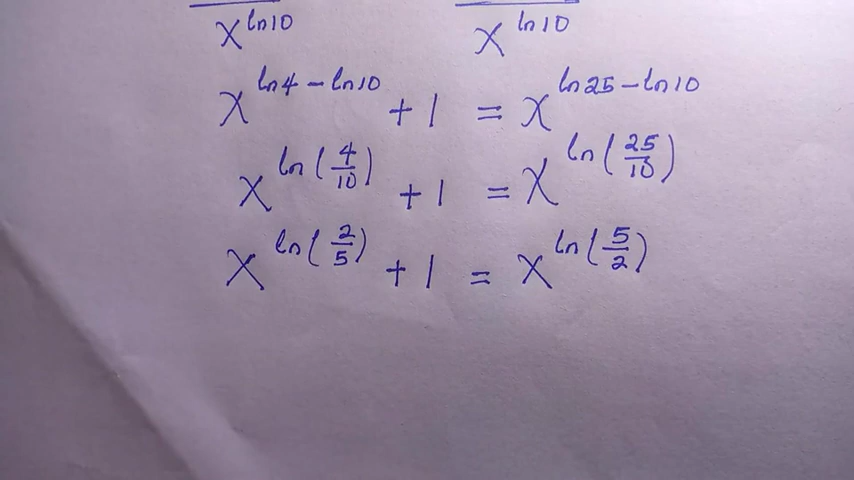 x^ln10 x^ln10
x^ln4-ln10 + 1 = x^ln25-ln10
x^ln(4/10) + 1 = x^ln(25/10)
x^ln(2/5) + 1 = x^ln(5/2)